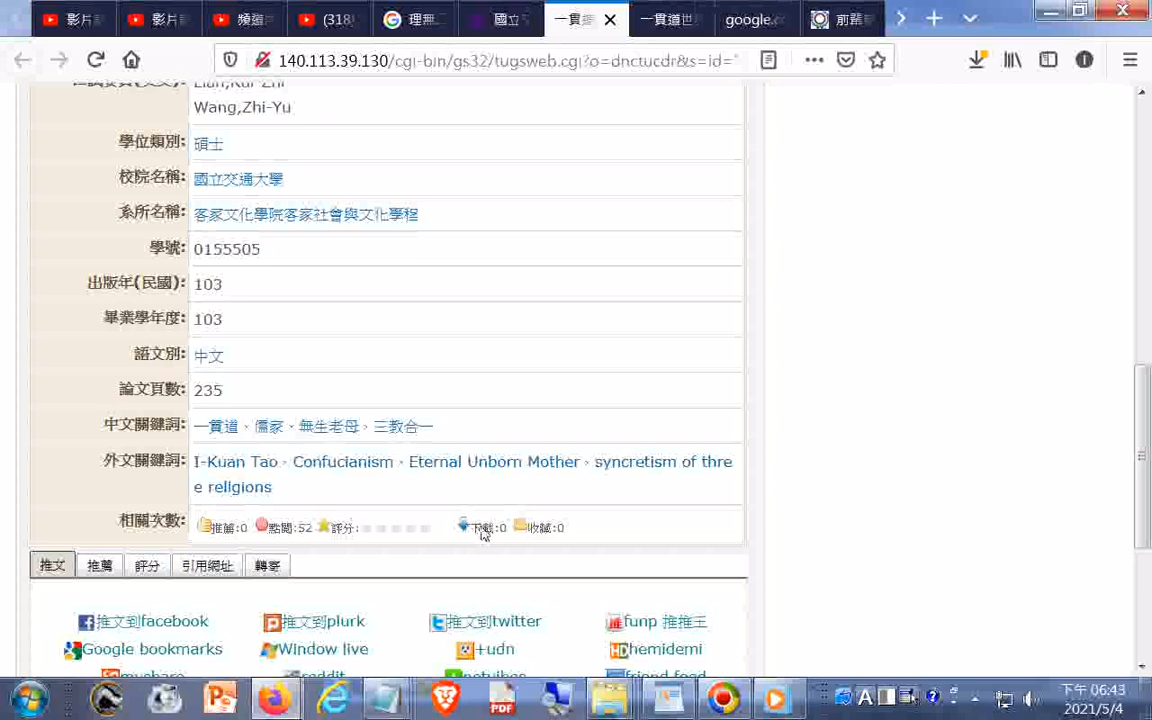 影片
影片
頻道
(318)
理無
國立
一貫道
一貫道世
google.co
前輩
140.113.39.130/cgi-bin/gs32/tugsweb.cgi?o=dnctucdr&s=id="
Wang,Zhi-Yu
學位類別: 碩士
校院名稱: 國立交通大學
系所名稱: 客家文化學院客家社會與文化學程
學號: 0155505
出版年(民國): 103
畢業學年度: 103
語文別: 中文
論文頁數: 235
中文關鍵詞: 一貫道、儒家、無生老母、三教合一
外文關鍵詞: I-Kuan Tao、Confucianism、Eternal Unborn Mother、syncretism of thre
e religions
相關次數: 推薦:0 點閱:52 評分: 下載:0 收藏:0
推文 推薦 評分 引用網址 轉寄
推文到facebook 推文到plurk 推文到twitter funp 推推王
Google bookmarks Window live +udn hemidemi
myshare reddit netvibes friend feed
下午 06:43
2021/5/4